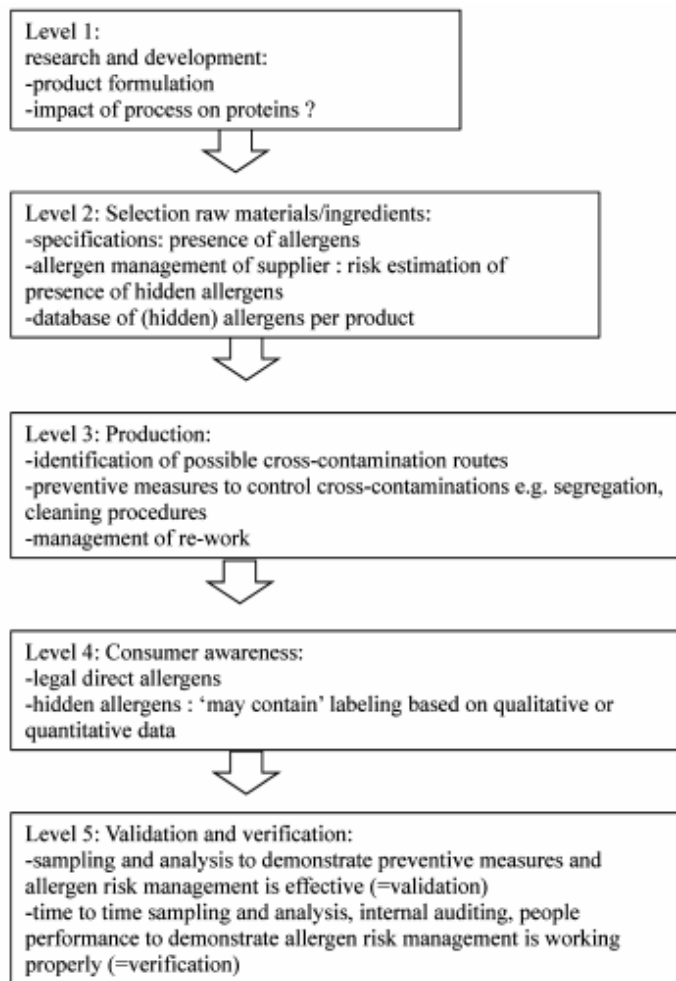 Level 1:
research and development:
-product formulation
-impact of process on proteins ?
Level 2: Selection raw materials/ingredients:
-specifications: presence of allergens
-allergen management of supplier : risk estimation of
presence of hidden allergens
-database of (hidden) allergens per product
Level 3: Production:
-identification of possible cross-contamination routes
-preventive measures to control cross-contaminations e.g. segregation,
cleaning procedures
-management of re-work
Level 4: Consumer awareness:
-legal direct allergens
-hidden allergens : ‘may contain’ labeling based on qualitative or
quantitative data
Level 5: Validation and verification:
-sampling and analysis to demonstrate preventive measures and
allergen risk management is effective (=validation)
-time to time sampling and analysis, internal auditing, people
performance to demonstrate allergen risk management is working
properly (=verification)